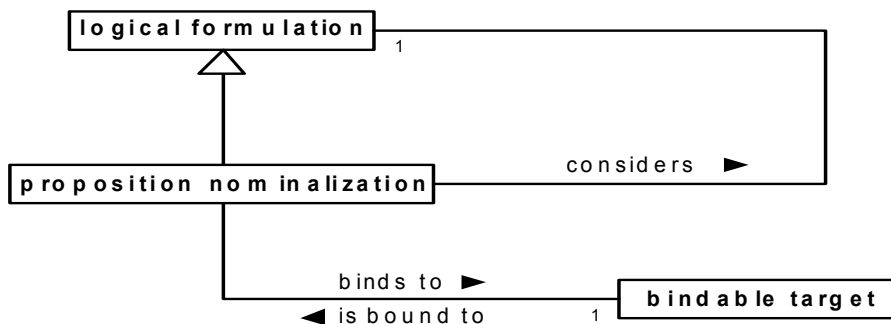 logical formulation
1
considers ►
proposition nominalization
binds to ►
bindable target
◄ is bound to
1